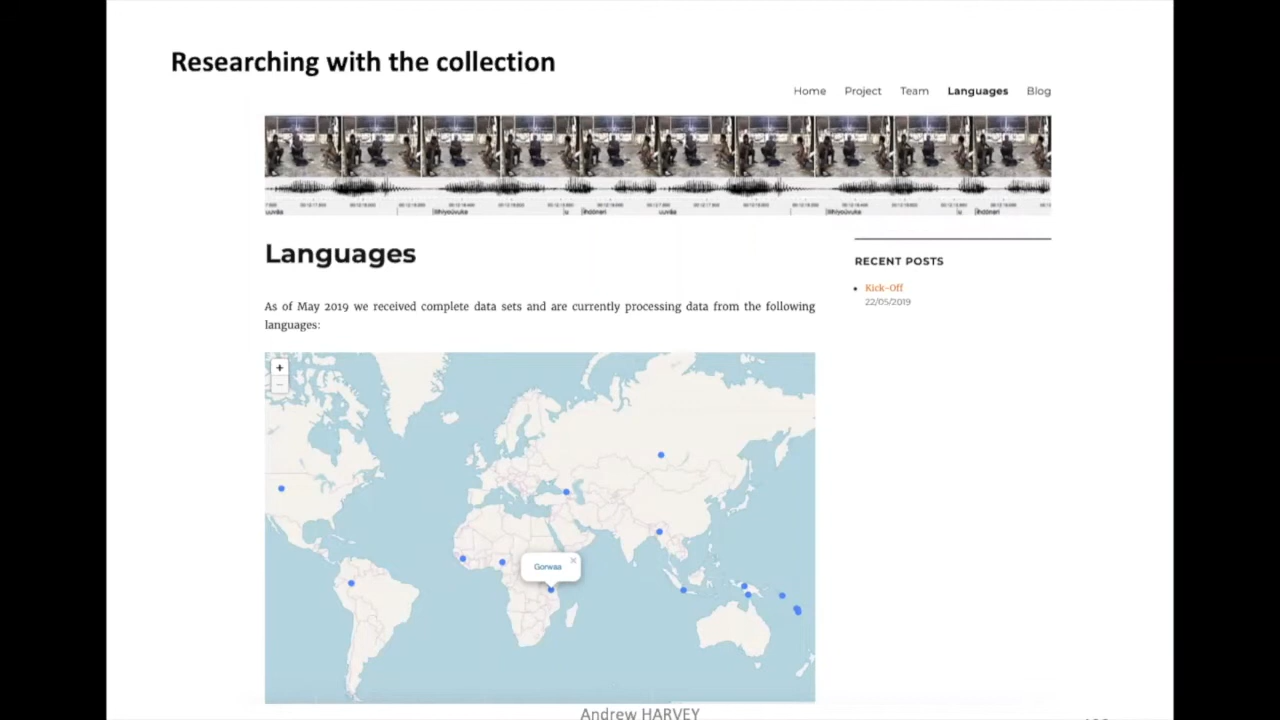 Researching with the collection
Home Project Team Languages Blog
uuvâa
Languages
RECENT POSTS
Kick-Off
22/05/2019
As of May 2019 we received complete data sets and are currently processing data from the following
languages:
+
−
Gorwaa
×
Andrew HARVEY